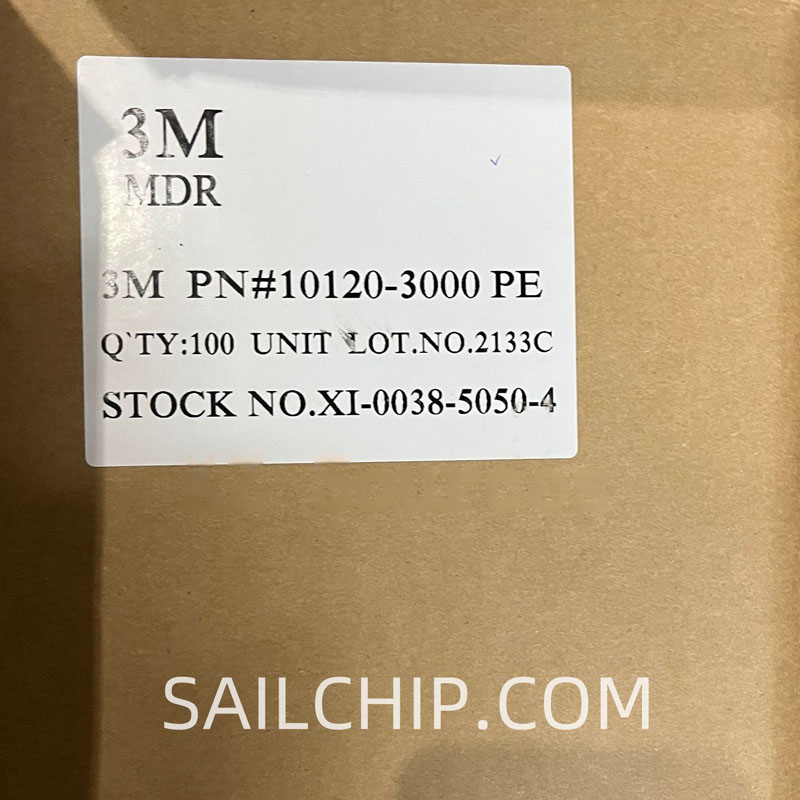 3M
MDR
3M PN#10120-3000 PE
Q`TY:100 UNIT LOT.NO.2133C
STOCK NO.XI-0038-5050-4
SAILCHIP.COM